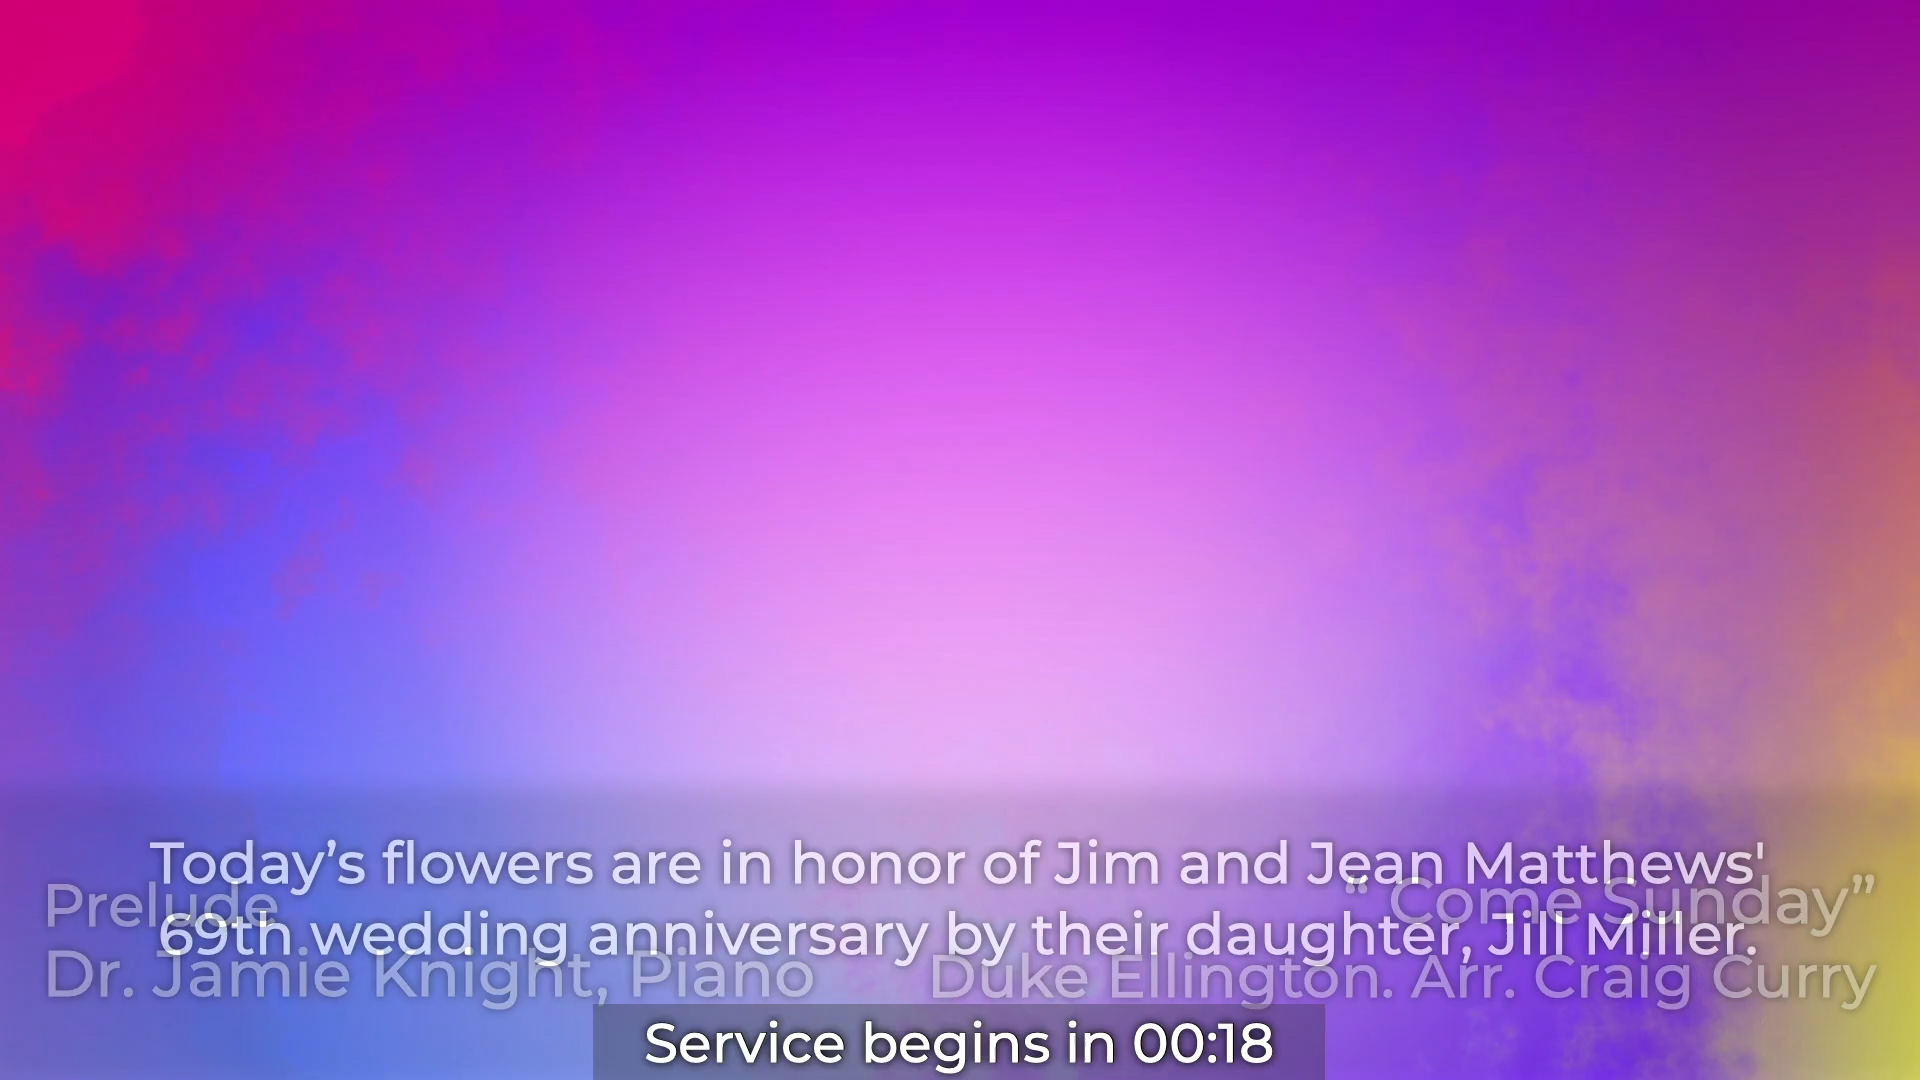 Today’s flowers are in honor of Jim and Jean Matthews'
69th wedding anniversary by their daughter, Jill Miller.
Prelude
“ Come Sunday”
Dr. Jamie Knight, Piano
Duke Ellington. Arr. Craig Curry
Service begins in 00:18